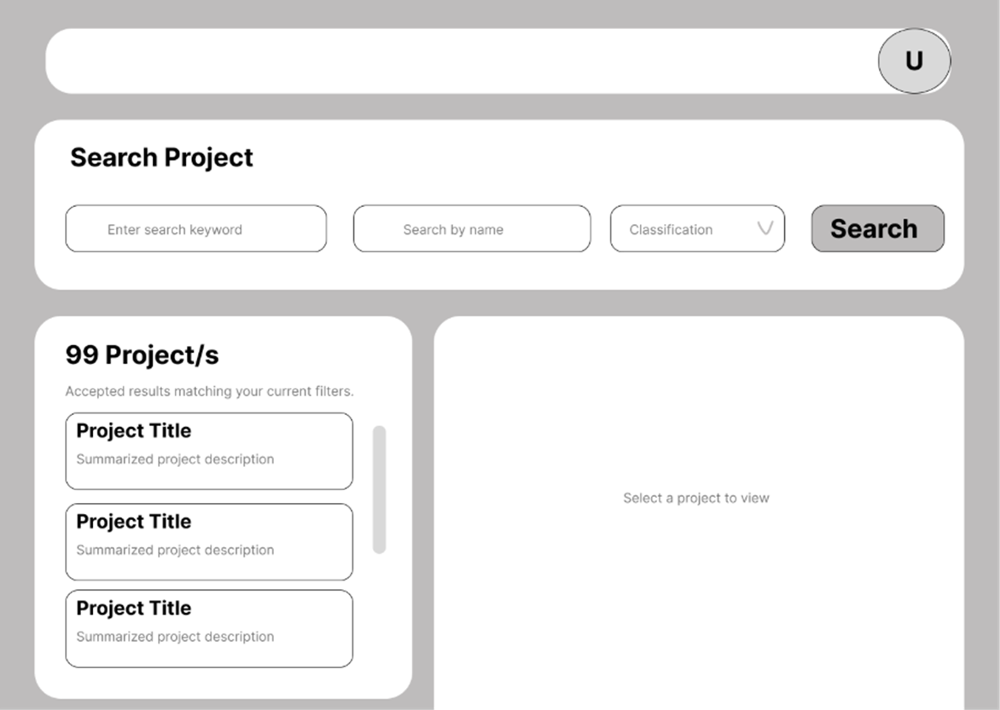 U
Search Project
Enter search keyword
Search by name
Classification
Search
99 Project/s
Accepted results matching your current filters.
Project Title
Summarized project description
Project Title
Summarized project description
Project Title
Summarized project description
Select a project to view